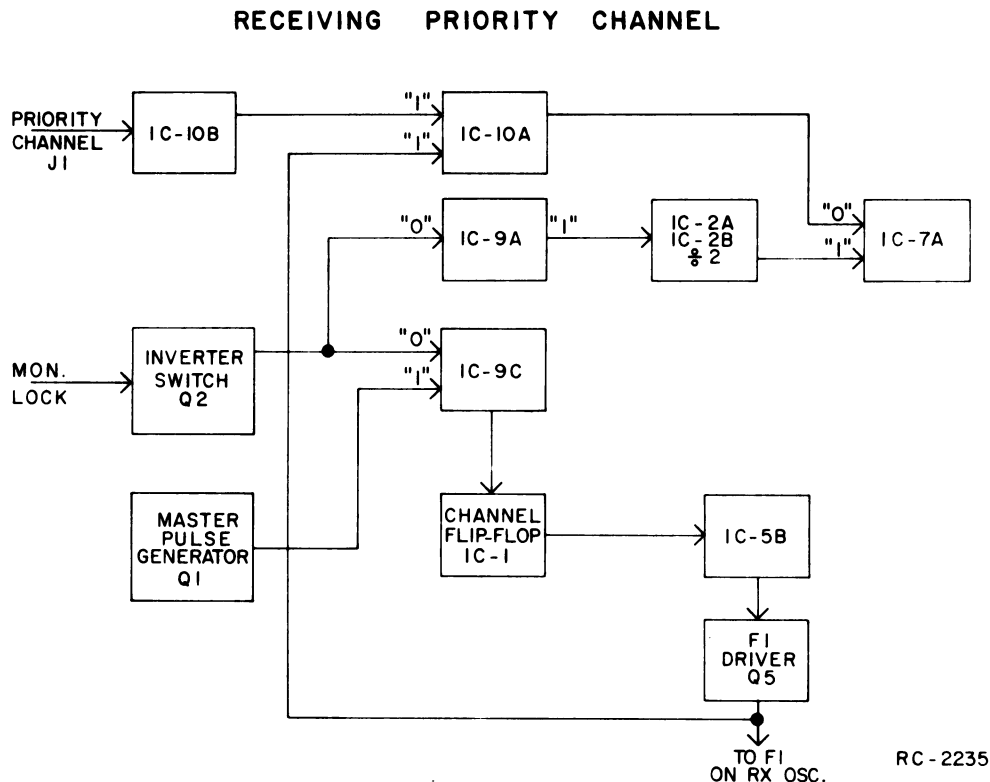 RECEIVING PRIORITY CHANNEL
PRIORITY
CHANNEL
J1
IC-10B
"1"
"1"
IC-10A
"0"
IC-9A
"1"
IC-2A
IC-2B
÷ 2
"0"
"1"
IC-7A
MON.
LOCK
INVERTER
SWITCH
Q2
"0"
"1"
IC-9C
MASTER
PULSE
GENERATOR
Q1
CHANNEL
FLIP-FLOP
IC-1
IC-5B
F1
DRIVER
Q5
TO F1
ON RX OSC.
RC-2235